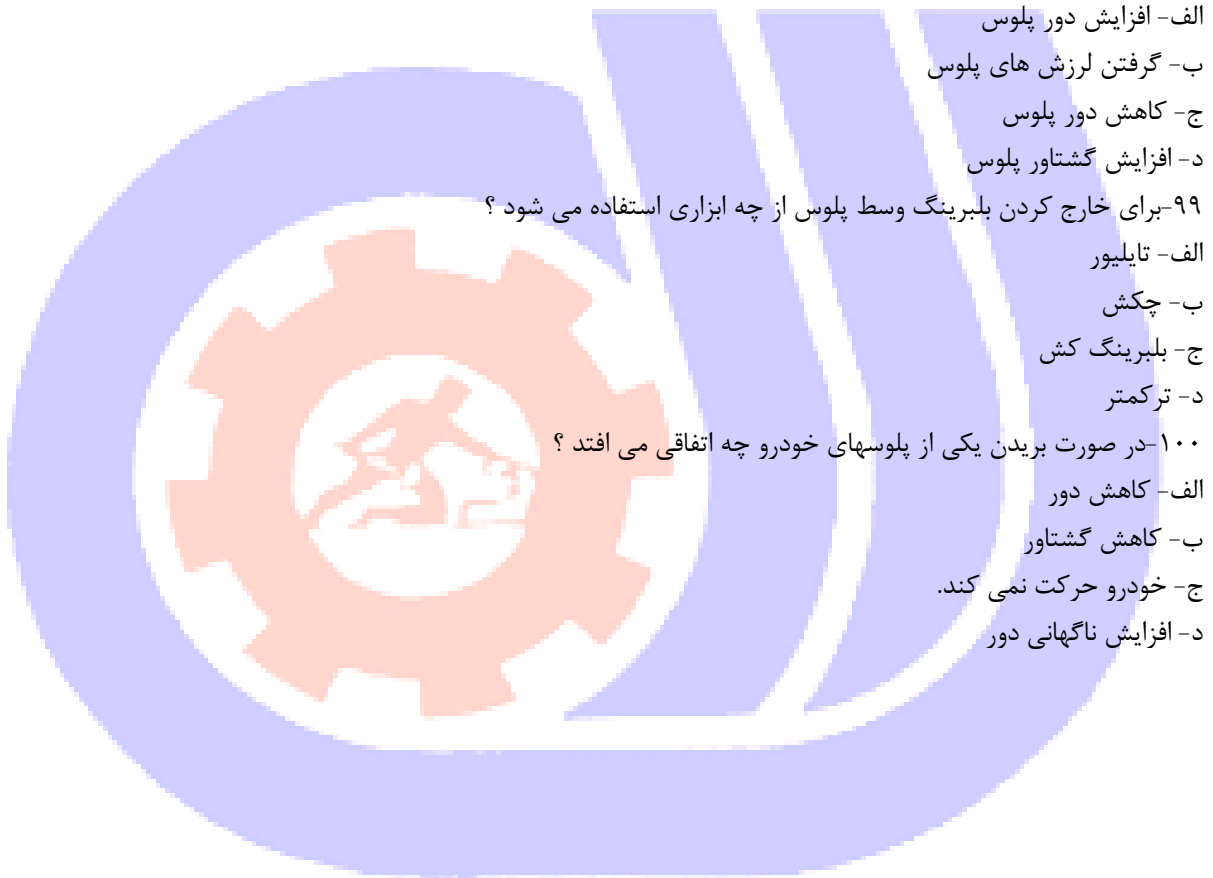 الف- افزایش دور پلوس
ب- گرفتن لرزش های پلوس
ج- کاهش دور پلوس
د- افزایش گشتاور پلوس
۹۹-برای خارج کردن بلبرینگ وسط پلوس از چه ابزاری استفاده می شود ؟
الف- تایلیور
ب- چکش
ج- بلبرینگ کش
د- ترکمتر
۱۰۰-در صورت بریدن یکی از پلوسهای خودرو چه اتفاقی می افتد ؟
الف- کاهش دور
ب- کاهش گشتاور
ج- خودرو حرکت نمی کند.
د- افزایش ناگهانی دور